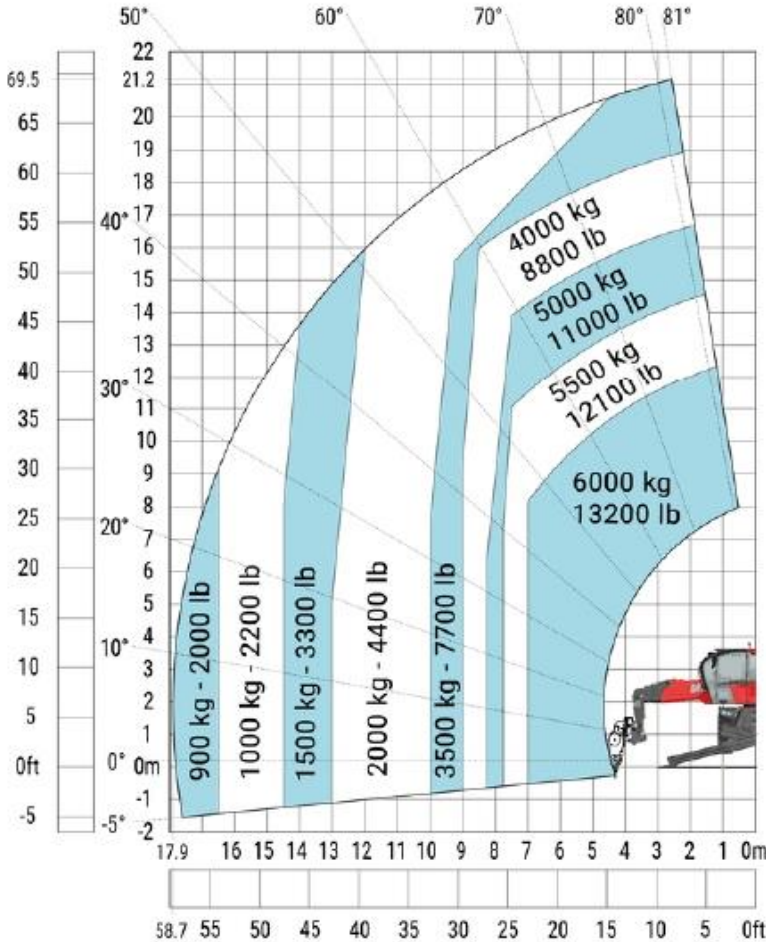 50° 60° 70° 80° 81°
22
69.5 21.2
65 20
19
60 18
55 40° 17
16
50 15
14
45 13
40 12
30° 11
35 10
30 9
8
25 20° 7
6
20 5
15 4
10° 3
10 2
5 1
0ft 0° 0m
-1
-5 -5° -2
4000 kg
8800 lb
5000 kg
11000 lb
5500 kg
12100 lb
6000 kg
13200 lb
900 kg - 2000 lb
1000 kg - 2200 lb
1500 kg - 3300 lb
2000 kg - 4400 lb
3500 kg - 7700 lb
17.9 16 15 14 13 12 11 10 9 8 7 6 5 4 3 2 1 0m
58.7 55 50 45 40 35 30 25 20 15 10 5 0ft